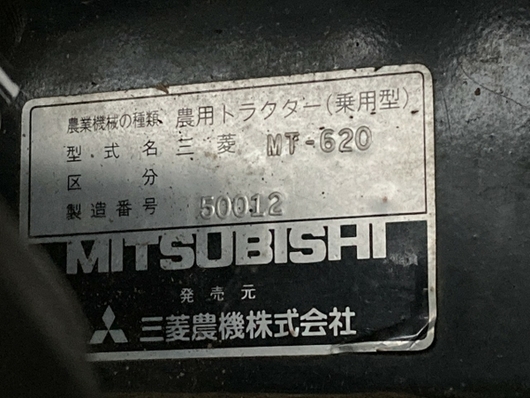 農業機械の種類 農用トラクター(乗用型)
型式名 三菱 MT-620
区分
製造番号 50012
MITSUBISHI
発売元
三菱農機株式会社